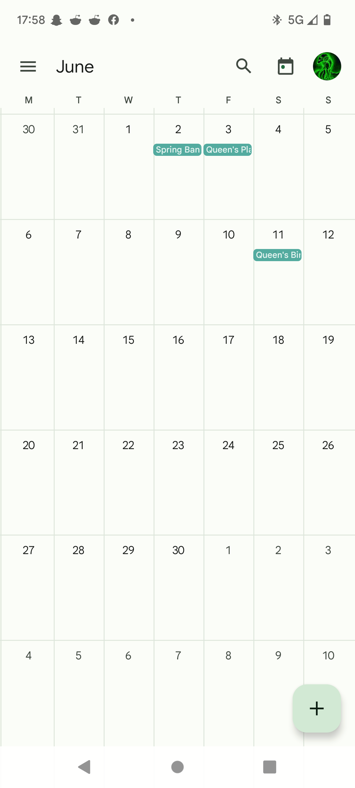 17:58 5G
June
M T W T F S S
30 31 1 2 3 4 5
Spring Ban Queen's Pla
6 7 8 9 10 11 12
Queen's Bir
13 14 15 16 17 18 19
20 21 22 23 24 25 26
27 28 29 30 1 2 3
4 5 6 7 8 9 10